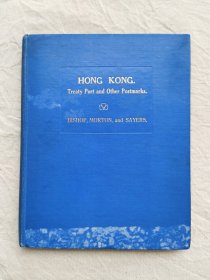 HONG KONG.
Treaty Port and Other Postmarks.
BISHOP, MORTON, and SAYERS.